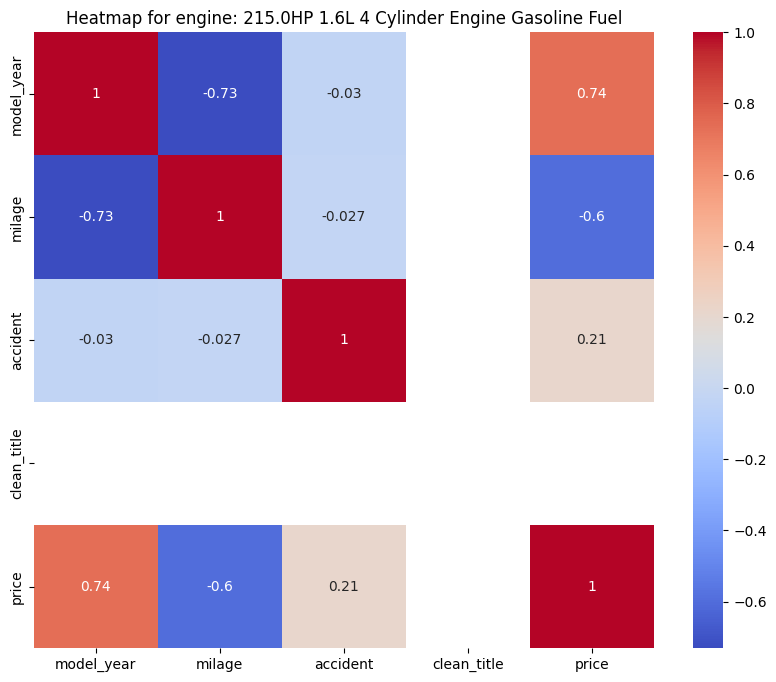 Heatmap for engine: 215.0HP 1.6L 4 Cylinder Engine Gasoline Fuel
model_year
1
-0.73
-0.03
0.74
milage
-0.73
1
-0.027
-0.6
accident
-0.03
-0.027
1
0.21
clean_title
price
0.74
-0.6
0.21
1
model_year
milage
accident
clean_title
price
1.0
0.8
0.6
0.4
0.2
0.0
−0.2
−0.4
−0.6